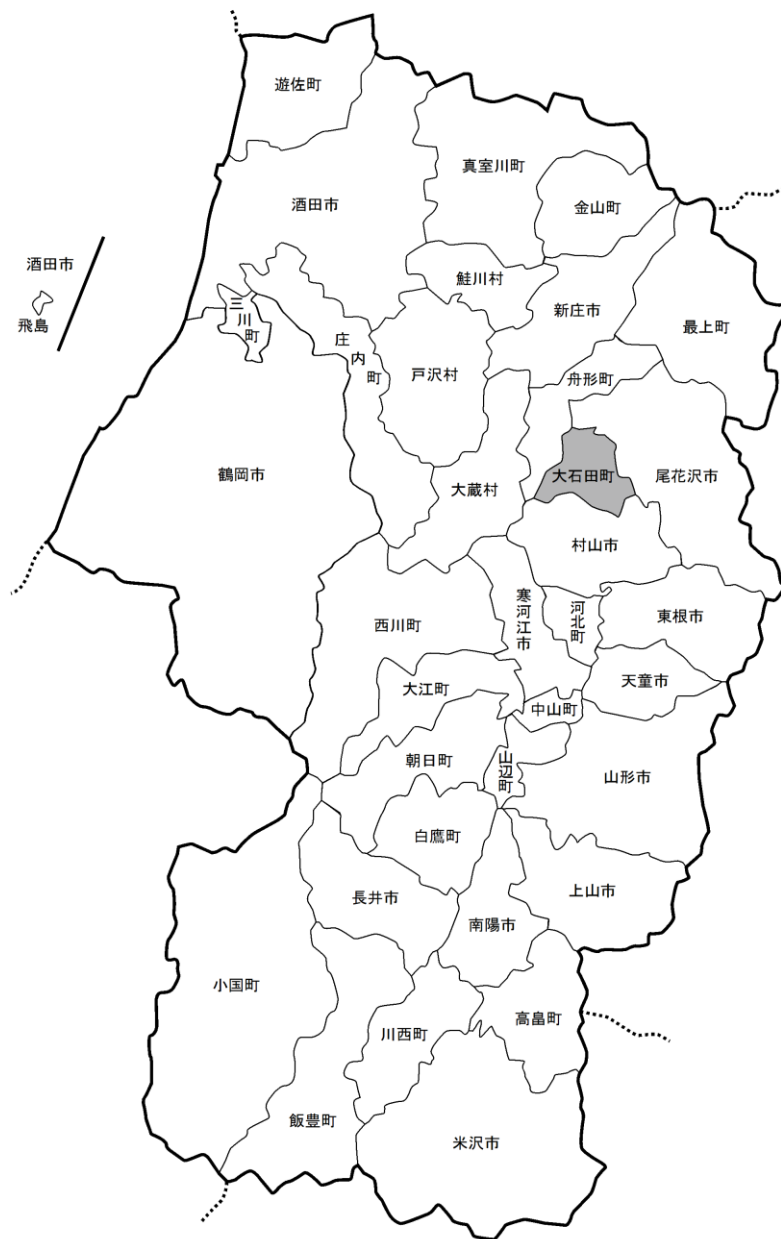 遊佐町
真室川町
金山町
酒田市
酒田市
飛島
鮭川村
新庄市
最上町
三川町
庄内町
戸沢村
舟形町
鶴岡市
大蔵村
大石田町
尾花沢市
村山市
寒河江市
河北町
東根市
西川町
大江町
天童市
中山町
朝日町
山辺町
山形市
白鷹町
長井市
上山市
南陽市
小国町
川西町
高畠町
飯豊町
米沢市